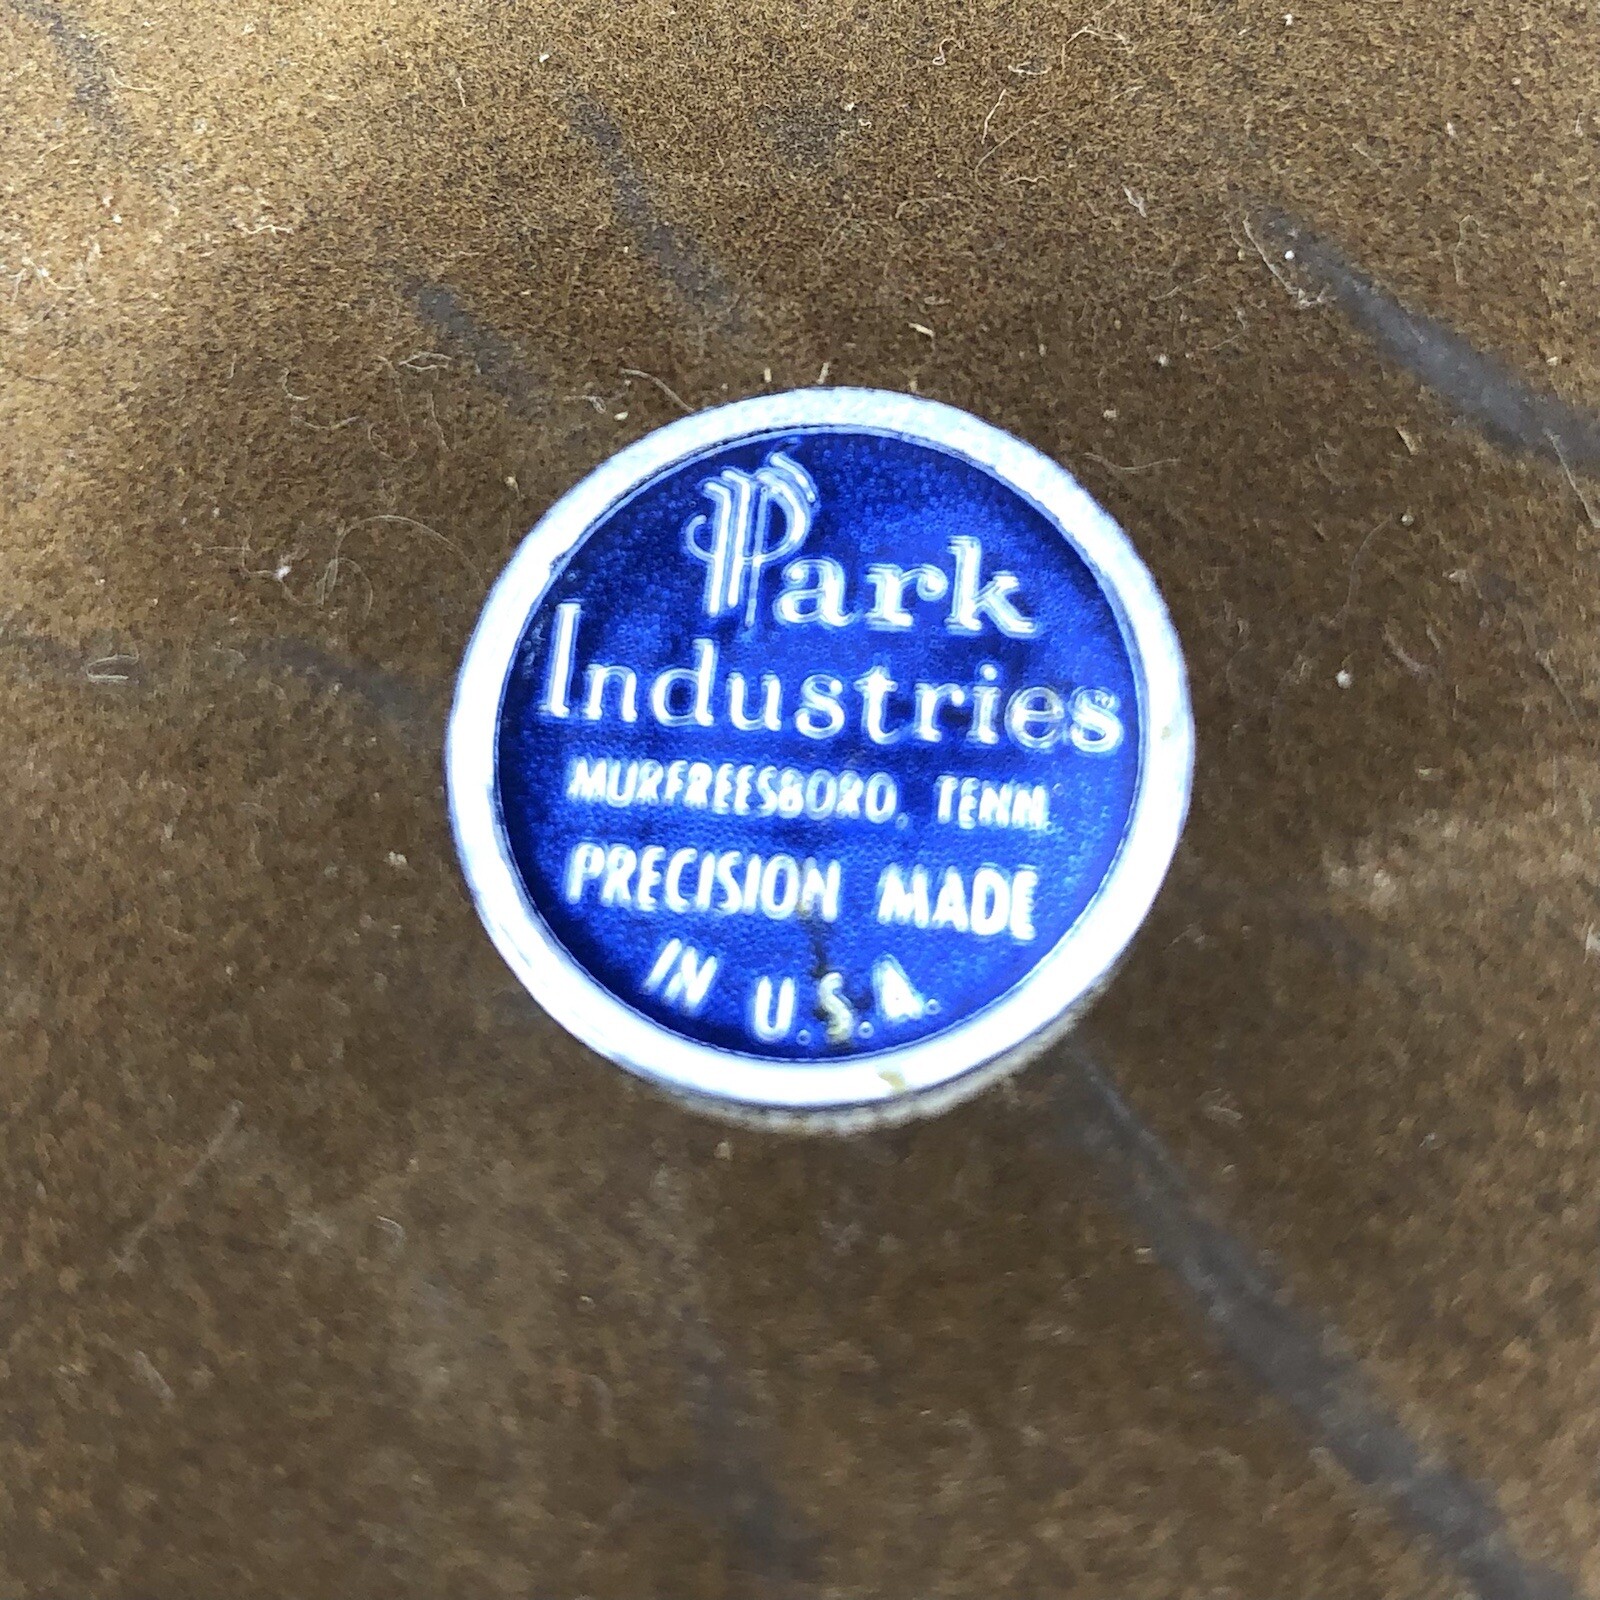 Park
Industries
MURFREESBORO, TENN.
PRECISION MADE
IN U.S.A.